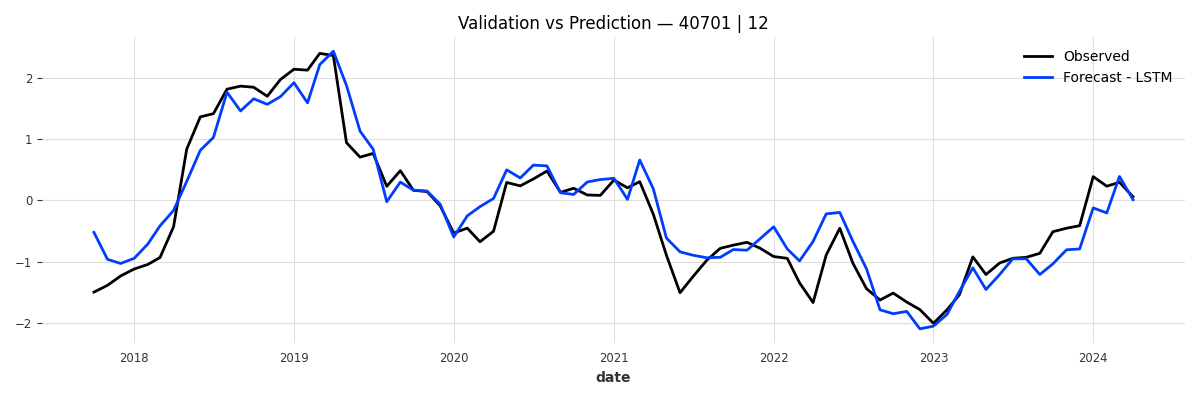 Validation vs Prediction — 40701 | 12
Observed
Forecast - LSTM
2
1
0
−1
−2
2018 2019 2020 2021 2022 2023 2024
date